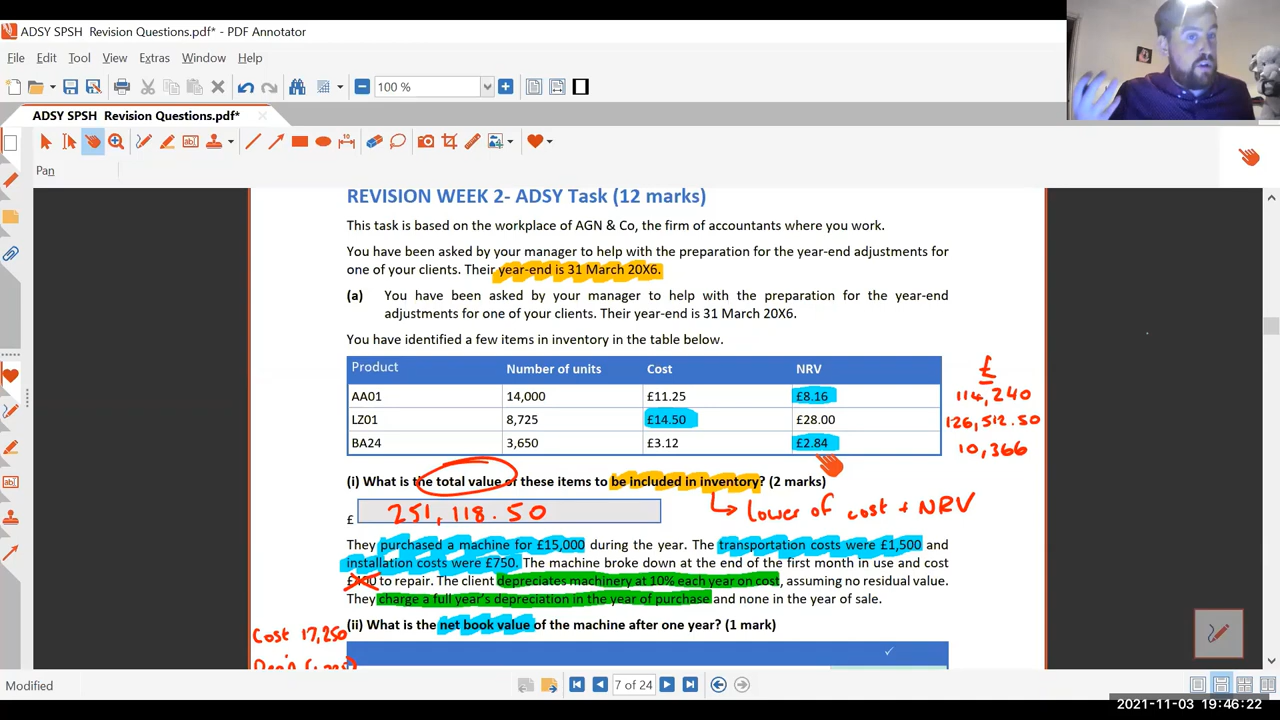 ADSY SPSH Revision Questions.pdf* - PDF Annotator
File Edit Tool View Extras Window Help
100 %
ADSY SPSH Revision Questions.pdf*
Pan
REVISION WEEK 2- ADSY Task (12 marks)
This task is based on the workplace of AGN & Co, the firm of accountants where you work.
You have been asked by your manager to help with the preparation for the year-end adjustments for
one of your clients. Their year-end is 31 March 20X6.
(a) You have been asked by your manager to help with the preparation for the year-end
adjustments for one of your clients. Their year-end is 31 March 20X6.
You have identified a few items in inventory in the table below.
Product Number of units Cost NRV £
AA01 14,000 £11.25 £8.16 114,240
LZ01 8,725 £14.50 £28.00 126,512.50
BA24 3,650 £3.12 £2.84 10,366
(i) What is the total value of these items to be included in inventory? (2 marks)
£ 251,118.50
lower of cost + NRV
They purchased a machine for £15,000 during the year. The transportation costs were £1,500 and
installation costs were £750. The machine broke down at the end of the first month in use and cost
£400 to repair. The client depreciates machinery at 10% each year on cost, assuming no residual value.
They charge a full year's depreciation in the year of purchase and none in the year of sale.
(ii) What is the net book value of the machine after one year? (1 mark)
Cost 17,250
Modified
7 of 24
2021-11-03 19:46:22